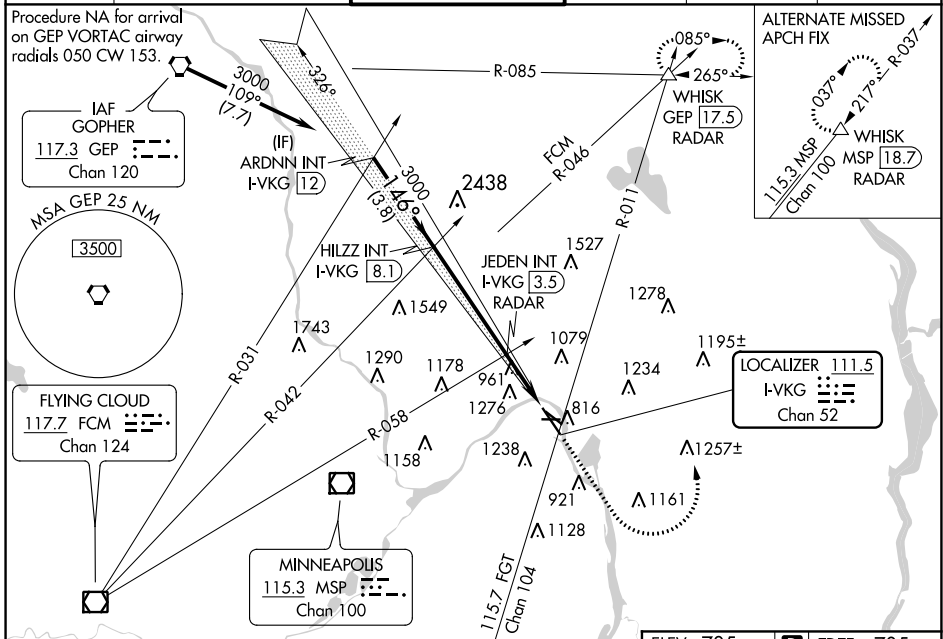 Procedure NA for arrival
on GEP VORTAC airway
radials 050 CW 153.
3000
109°
(7.7)
IAF
GOPHER
117.3 GEP
Chan 120
MSA GEP 25 NM
3500
(IF)
ARDNN INT
I-VKG 12
326°
3000
146°
(3.8)
HILZZ INT
I-VKG 8.1
JEDEN INT
I-VKG 3.5
RADAR
R-085
FCM
R-046
R-011
085°
265°
WHISK
GEP 17.5
RADAR
ALTERNATE MISSED
APCH FIX
R-037
037°
217°
WHISK
MSP 18.7
RADAR
115.3 MSP
Chan 100
2438
1527
1549
1743
1278
1079
1195±
1290
1178
961
1234
1276
816
1158
1238
1257±
921
1161
1128
R-031
R-042
R-058
LOCALIZER 111.5
I-VKG
Chan 52
FLYING CLOUD
117.7 FCM
Chan 124
MINNEAPOLIS
115.3 MSP
Chan 100
115.7 FGT
Chan 104